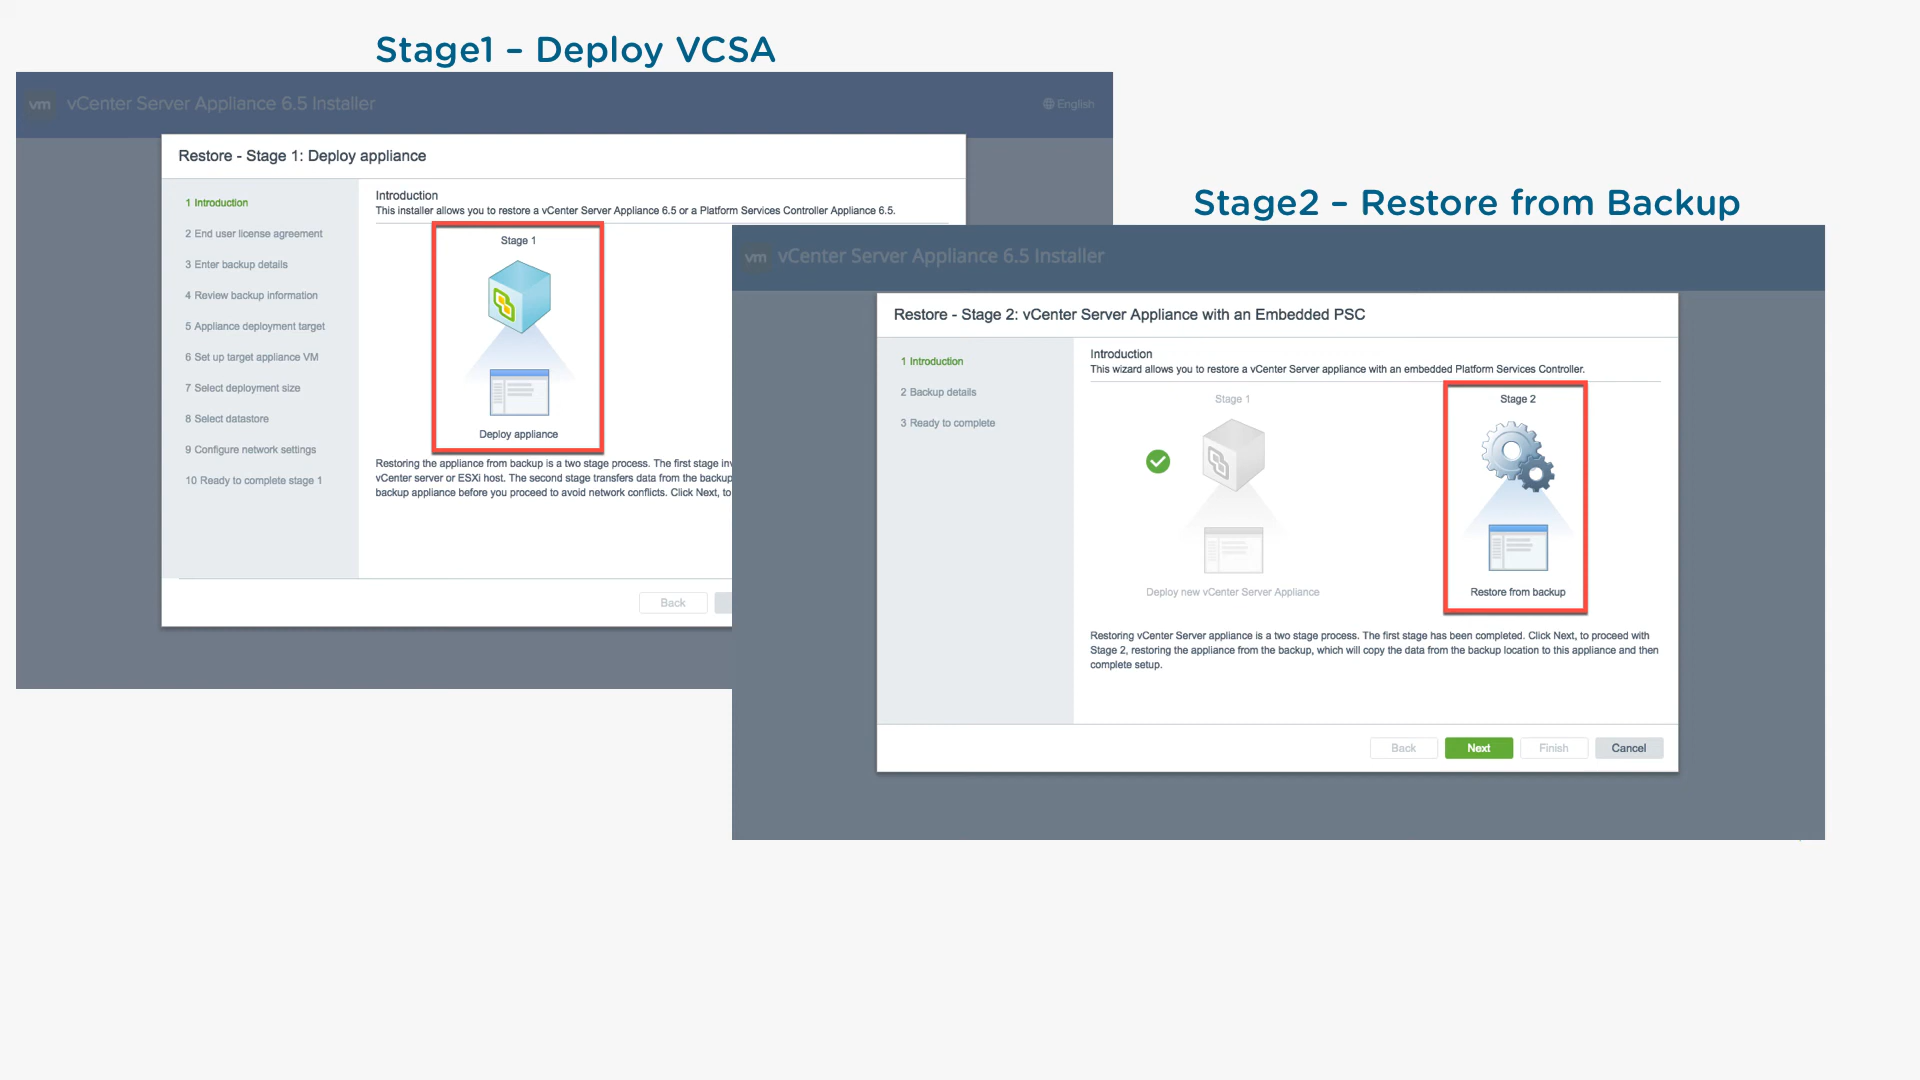 Stage1 – Deploy VCSA
vm vCenter Server Appliance 6.5 Installer
English
Restore - Stage 1: Deploy appliance
1 Introduction
2 End user license agreement
3 Enter backup details
4 Review backup information
5 Appliance deployment target
6 Set up target appliance VM
7 Select deployment size
8 Select datastore
9 Configure network settings
10 Ready to complete stage 1
Introduction
This installer allows you to restore a vCenter Server Appliance 6.5 or a Platform Services Controller Appliance 6.5.
Stage 1
Deploy appliance
Restoring the appliance from backup is a two stage process. The first stage
vCenter server or ESXi host. The second stage transfers data from the backup
backup appliance before you proceed to avoid network conflicts. Click Next, to
Back
Stage2 – Restore from Backup
vm vCenter Server Appliance 6.5 Installer
Restore - Stage 2: vCenter Server Appliance with an Embedded PSC
1 Introduction
2 Backup details
3 Ready to complete
Introduction
This wizard allows you to restore a vCenter Server appliance with an embedded Platform Services Controller.
Stage 1
Deploy new vCenter Server Appliance
Stage 2
Restore from backup
Restoring vCenter Server appliance is a two stage process. The first stage has been completed. Click Next, to proceed with
Stage 2, restoring the appliance from the backup, which will copy the data from the backup location to this appliance and then
complete setup.
Back
Next
Finish
Cancel